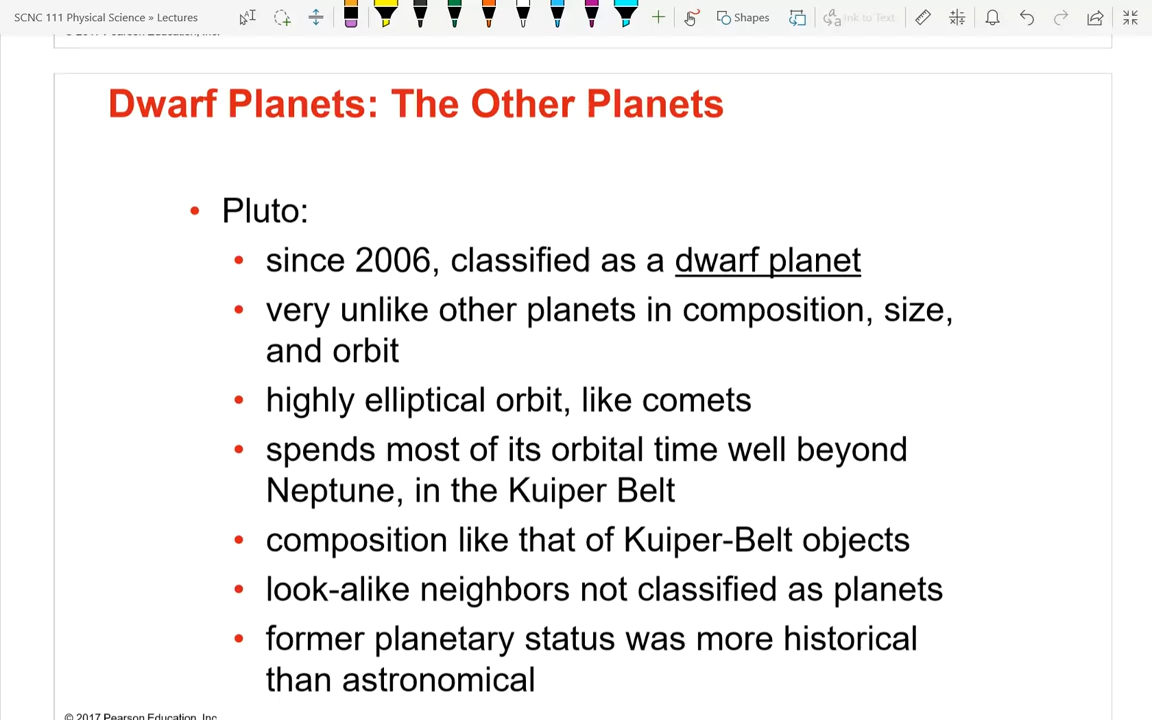 SCNC 111 Physical Science » Lectures
Shapes
Ink to Text
Dwarf Planets: The Other Planets
• Pluto:
• since 2006, classified as a dwarf planet
• very unlike other planets in composition, size,
and orbit
• highly elliptical orbit, like comets
• spends most of its orbital time well beyond
Neptune, in the Kuiper Belt
• composition like that of Kuiper-Belt objects
• look-alike neighbors not classified as planets
• former planetary status was more historical
than astronomical
© 2017 Pearson Education, Inc.